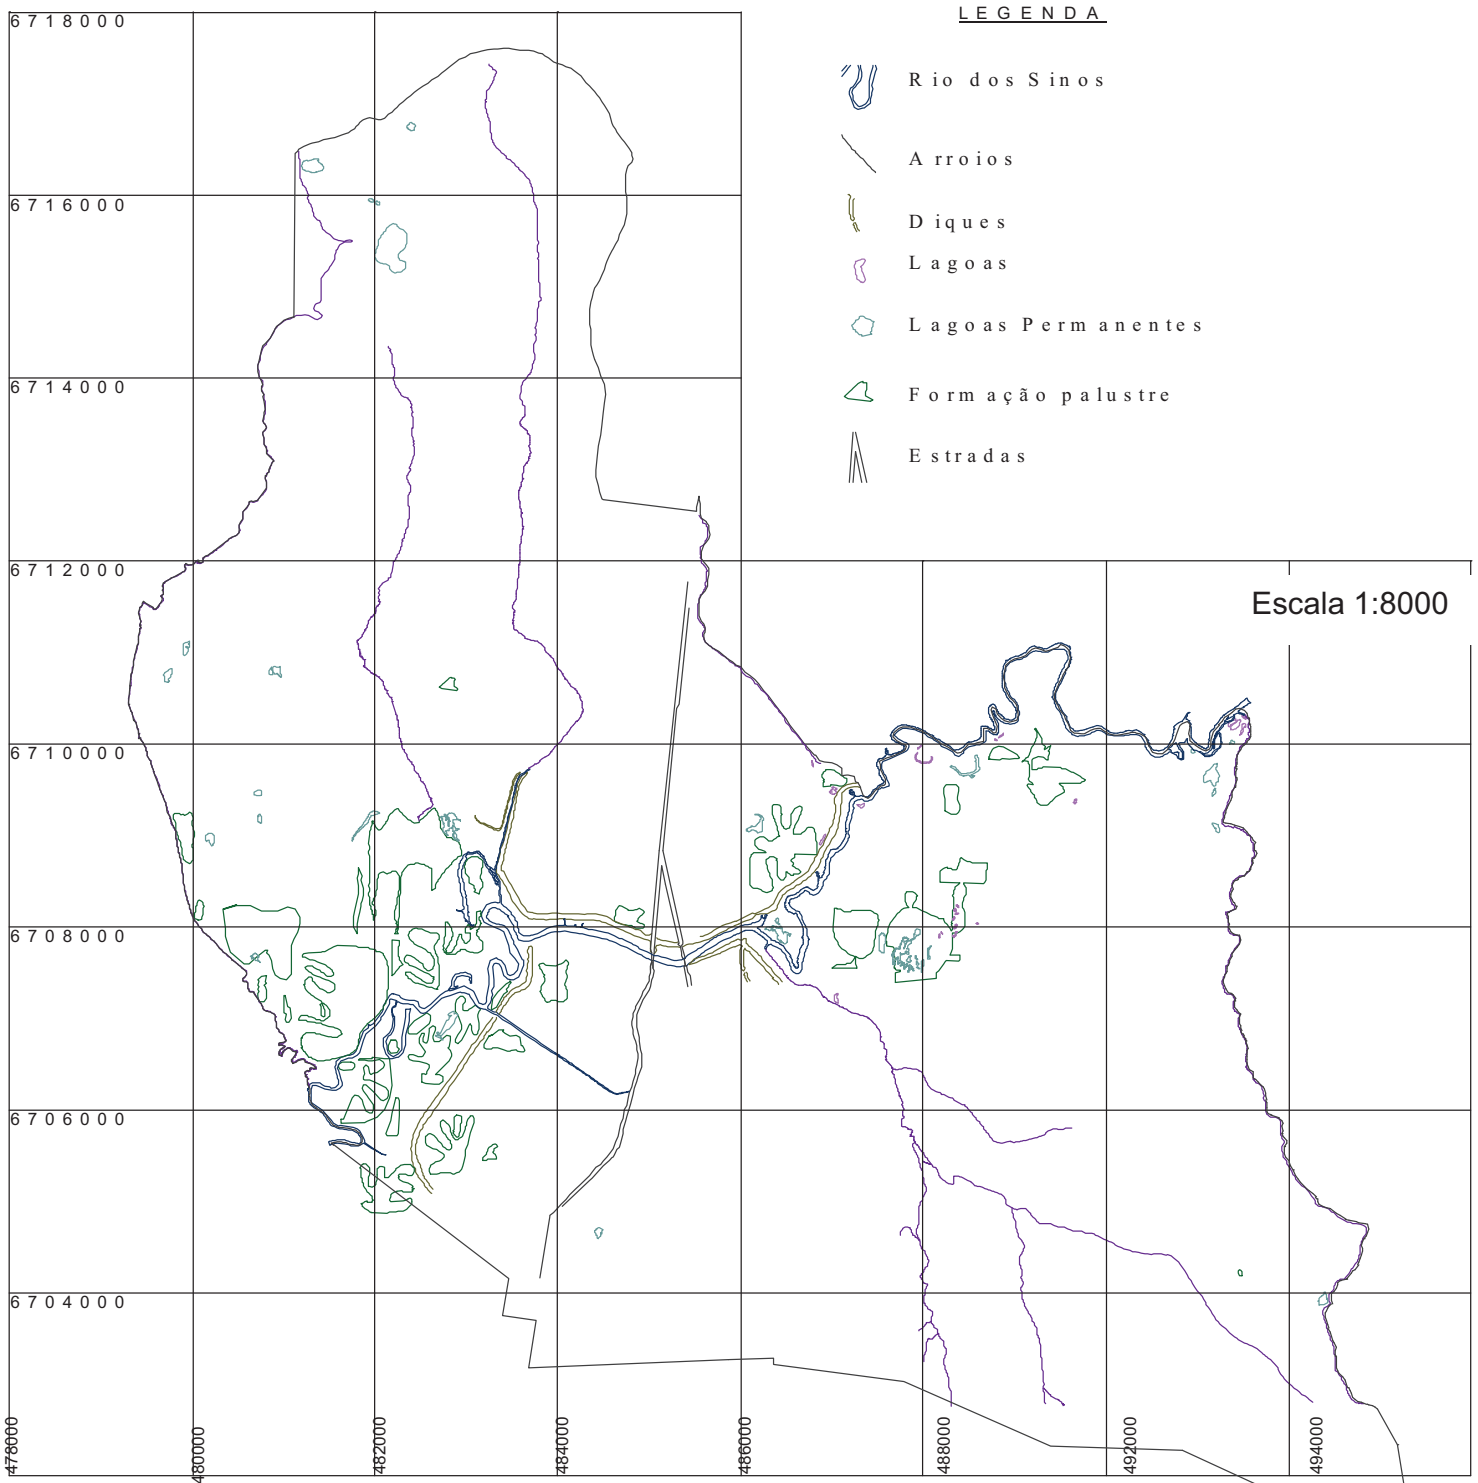 L E G E N D A
Rio dos Sinos
Arroios
Diques
Lagoas
Lagoas Permanentes
Formação palustre
Estradas
Escala 1:8000
6718000
6716000
6714000
6712000
6710000
6708000
6706000
6704000
478000
480000
482000
484000
486000
488000
492000
494000